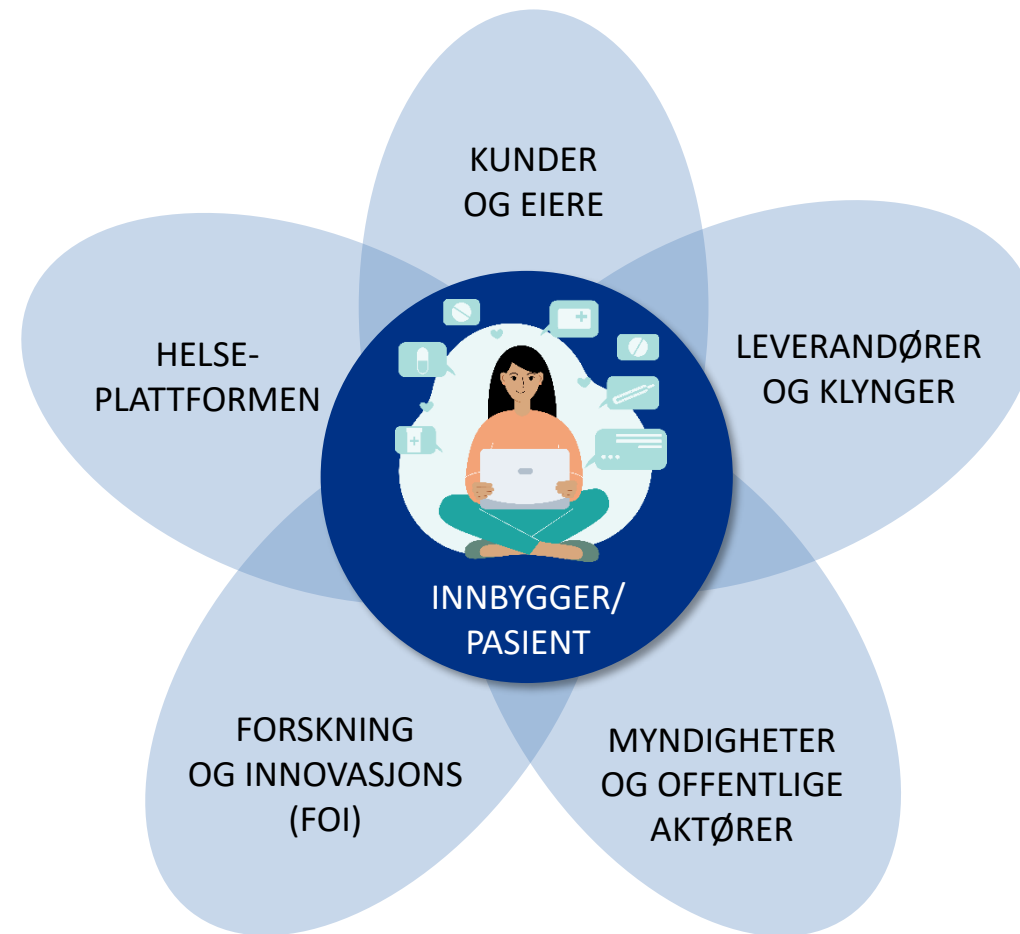 KUNDER
OG EIERE
HELSE-
PLATTFORMEN
LEVERANDØRER
OG KLYNGER
INNBYGGER/
PASIENT
FORSKNING
OG INNOVASJONS
(FOI)
MYNDIGHETER
OG OFFENTLIGE
AKTØRER